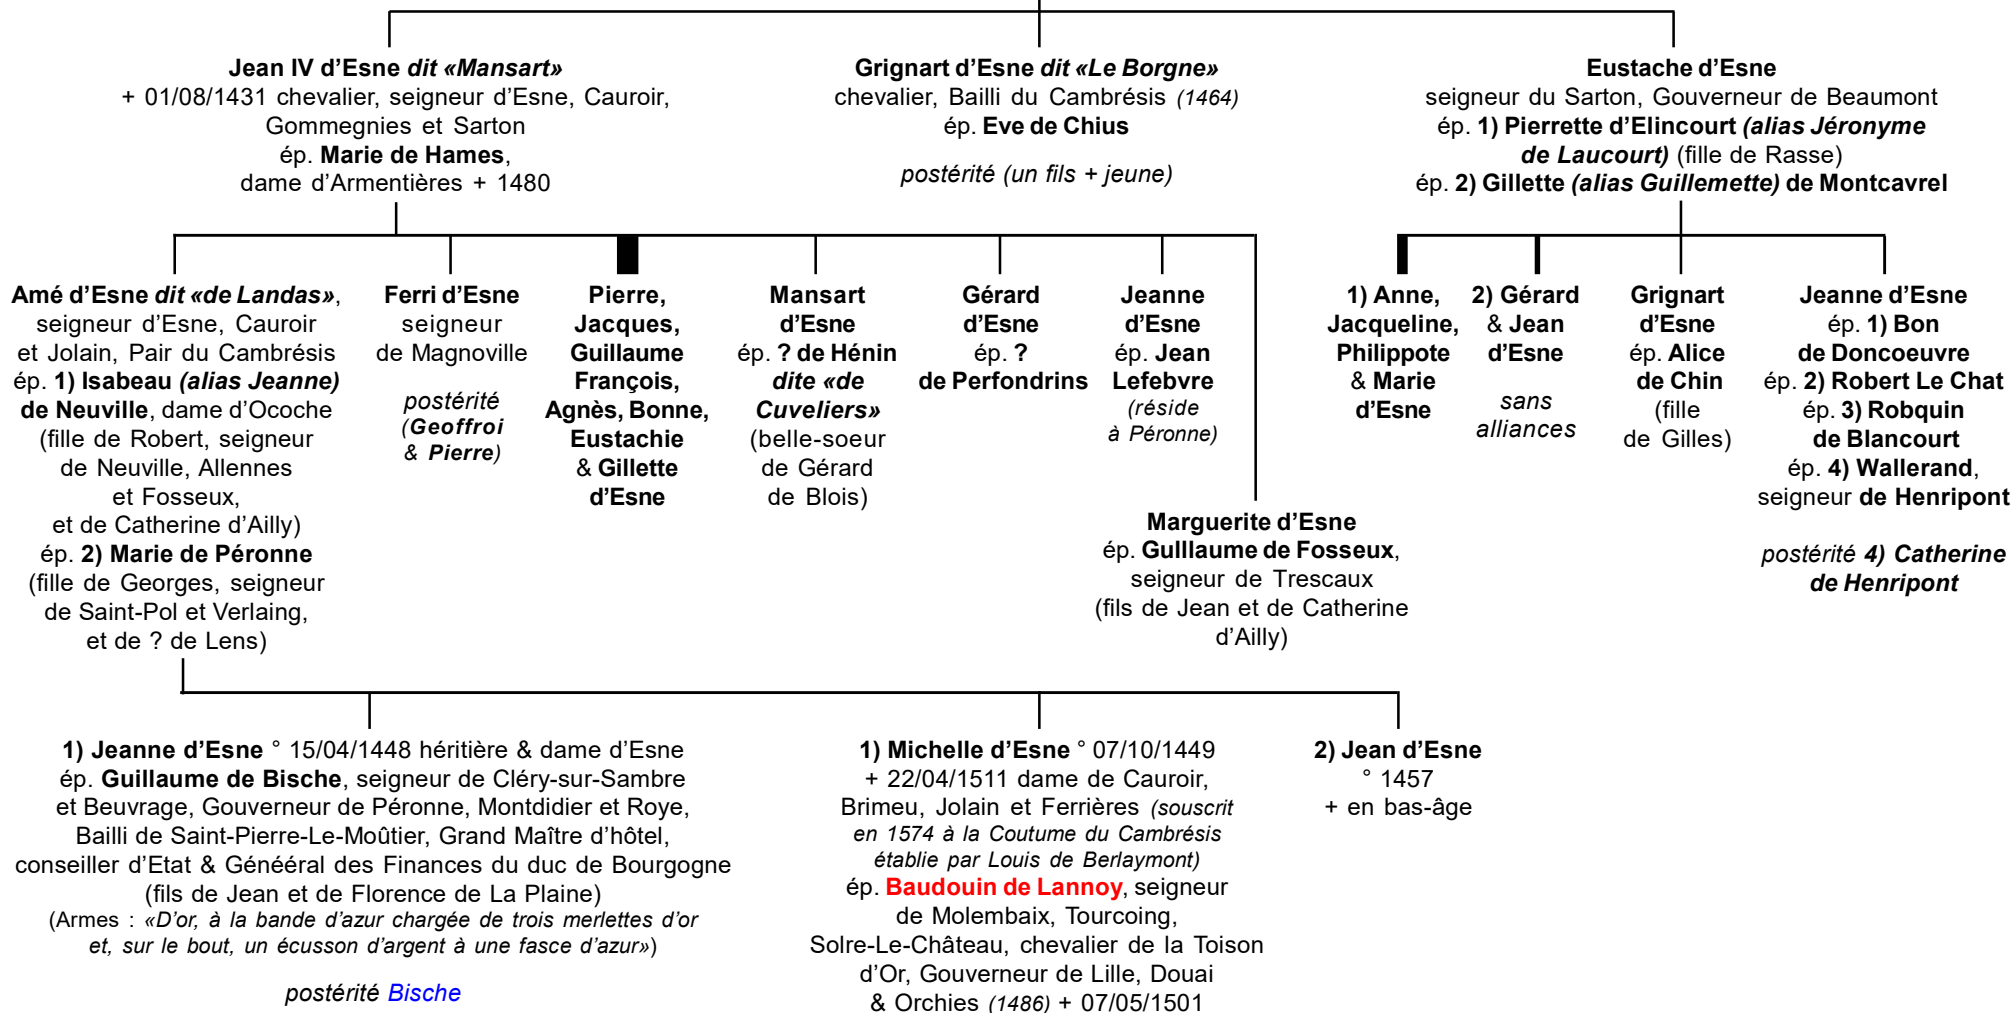 Jean IV d’Esne dit «Mansart»
+ 01/08/1431 chevalier, seigneur d’Esne, Cauroir,
Gommegnies et Sarton
ép. Marie de Hames,
dame d’Armentières + 1480
Grignart d’Esne dit «Le Borgne»
chevalier, Bailli du Cambrésis (1464)
ép. Eve de Chius
postérité (un fils + jeune)
Eustache d’Esne
seigneur du Sarton, Gouverneur de Beaumont
ép. 1) Pierrette d’Elincourt (alias Jéronyme
de Laucourt) (fille de Rasse)
ép. 2) Gillette (alias Guillemette) de Montcavrel
Amé d’Esne dit «de Landas»,
seigneur d’Esne, Cauroir
et Jolain, Pair du Cambrésis
ép. 1) Isabeau (alias Jeanne)
de Neuville, dame d’Ocoche
(fille de Robert, seigneur
de Neuville, Allennes
et Fosseux,
et de Catherine d’Ailly)
ép. 2) Marie de Péronne
(fille de Georges, seigneur
de Saint-Pol et Verlaing,
et de ? de Lens)
Ferri d’Esne
seigneur
de Magnoville
postérité
(Geoffroi
& Pierre)
Pierre,
Jacques,
Guillaume
François,
Agnès, Bonne,
Eustachie
& Gillette
d’Esne
Mansart
d’Esne
ép. ? de Hénin
dite «de
Cuveliers»
(belle-soeur
de Gérard
de Blois)
Gérard
d’Esne
ép. ?
de Perfondrins
Jeanne
d’Esne
ép. Jean
Lefebvre
(réside
à Péronne)
Marguerite d’Esne
ép. Gulllaume de Fosseux,
seigneur de Trescaux
(fils de Jean et de Catherine
d’Ailly)
1) Anne,
Jacqueline,
Philippote
& Marie
d’Esne
2) Gérard
& Jean
d’Esne
sans
alliances
Grignart
d’Esne
ép. Alice
de Chin
(fille
de Gilles)
Jeanne d’Esne
ép. 1) Bon
de Doncoeuvre
ép. 2) Robert Le Chat
ép. 3) Robquin
de Blancourt
ép. 4) Wallerand,
seigneur de Henripont
postérité 4) Catherine
de Henripont
1) Jeanne d’Esne ° 15/04/1448 héritière & dame d’Esne
ép. Guillaume de Bische, seigneur de Cléry-sur-Sambre
et Beuvrage, Gouverneur de Péronne, Montdidier et Roye,
Bailli de Saint-Pierre-Le-Moûtier, Grand Maître d’hôtel,
conseiller d’Etat & Génééral des Finances du duc de Bourgogne
(fils de Jean et de Florence de La Plaine)
(Armes : «D’or, à la bande d’azur chargée de trois merlettes d’or
et, sur le bout, un écusson d’argent à une fasce d’azur»)
postérité Bische
1) Michelle d’Esne ° 07/10/1449
+ 22/04/1511 dame de Cauroir,
Brimeu, Jolain et Ferrières (souscrit
en 1574 à la Coutume du Cambrésis
établie par Louis de Berlaymont)
ép. Baudouin de Lannoy, seigneur
de Molembaix, Tourcoing,
Solre-Le-Château, chevalier de la Toison
d’Or, Gouverneur de Lille, Douai
& Orchies (1486) + 07/05/1501
2) Jean d’Esne
° 1457
+ en bas-âge